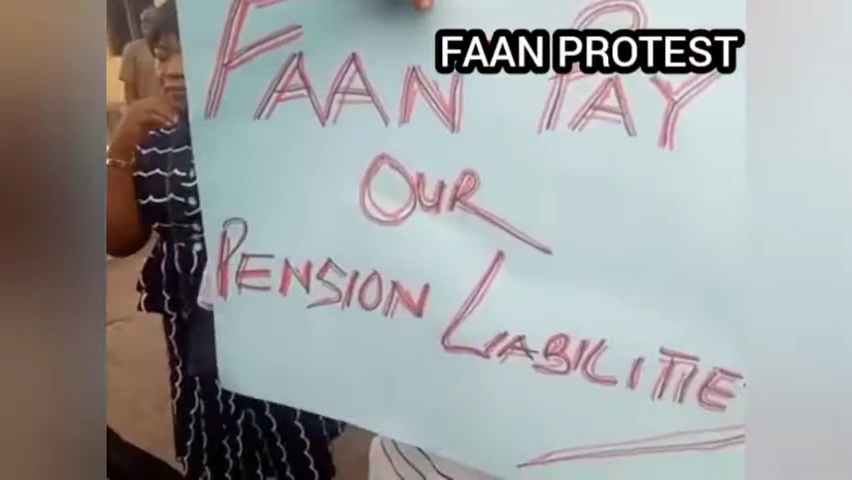 FAAN PROTEST
FAAN PAY
OUR
PENSION LIABILITIE